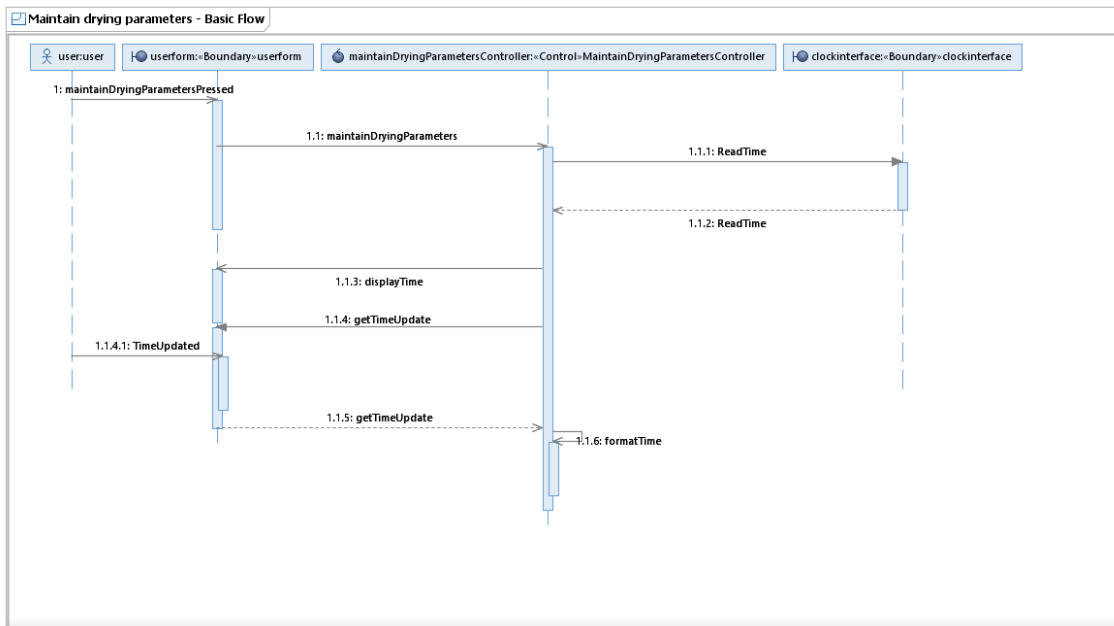 Maintain drying parameters - Basic Flow
user:user
userform:«Boundary»userform
maintainDryingParametersController:«Control»MaintainDryingParametersController
clockinterface:«Boundary»clockinterface
1: maintainDryingParametersPressed
1.1: maintainDryingParameters
1.1.1: ReadTime
1.1.2: ReadTime
1.1.3: displayTime
1.1.4: getTimeUpdate
1.1.4.1: TimeUpdated
1.1.5: getTimeUpdate
1.1.6: formatTime